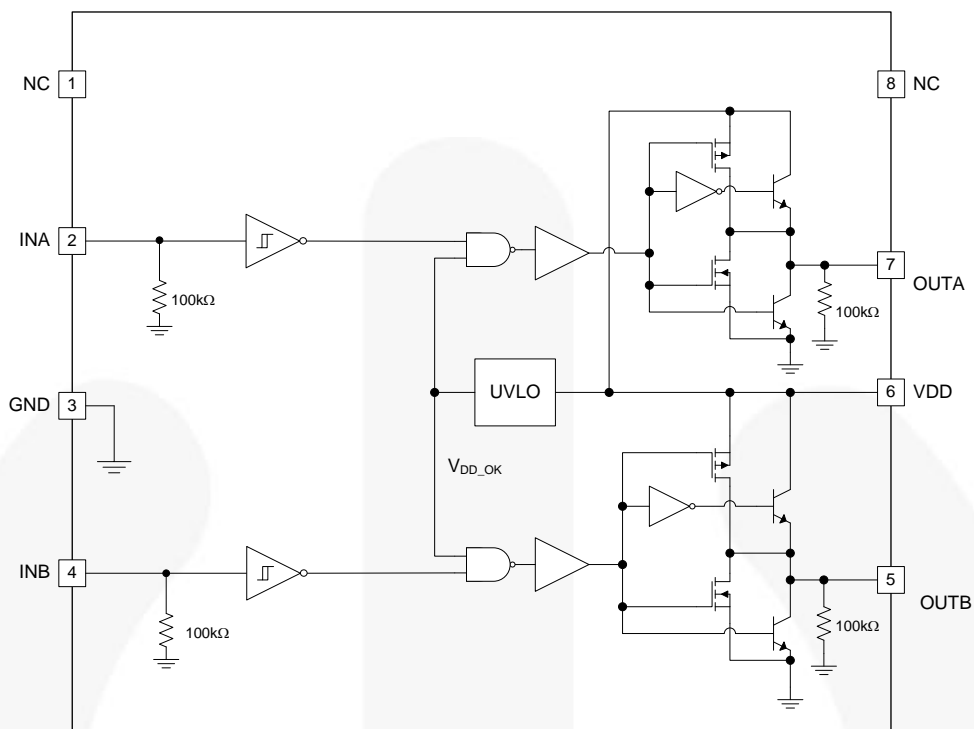 NC 1
8 NC
INA 2
100kΩ
7 OUTA
100kΩ
GND 3
UVLO
6 VDD
V_DD_OK
INB 4
100kΩ
5 OUTB
100kΩ